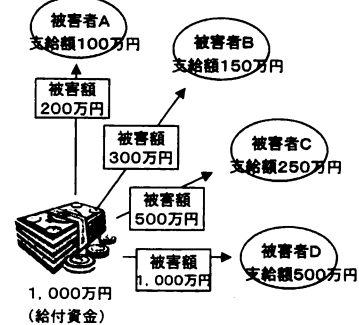 被害者A
支給額100万円
被害額
200万円
被害者B
支給額150万円
被害額
300万円
被害者C
支給額250万円
被害額
500万円
被害者D
支給額500万円
被害額
1,000万円
1,000万円
(給付資金)